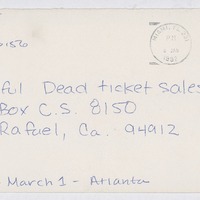 ful Dead ticket sales
Box C.S. 8150
Rafael, Ca. 94912
March 1 - Atlanta